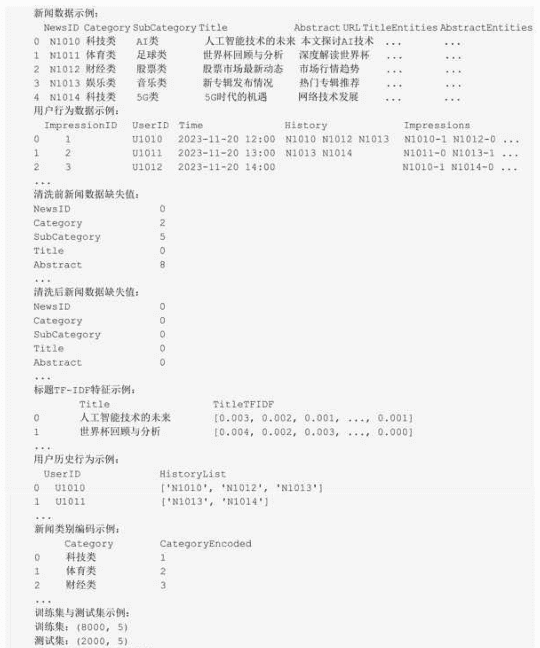 新闻数据示例:
NewsID Category SubCategory Title Abstract URL TitleEntities AbstractEntities
0 N1010 科技类 AI类 人工智能技术的未来 本文探讨AI技术 ... ...
1 N1011 体育类 足球类 世界杯回顾与分析 深度解读世界杯 ... ...
2 N1012 财经类 股票类 股票市场最新动态 市场行情趋势 ... ...
3 N1013 娱乐类 音乐类 新专辑发布情况 热门专辑推荐 ... ...
4 N1014 科技类 5G类 5G时代的机遇 网络技术发展 ... ...
用户行为数据示例:
ImpressionID UserID Time History Impressions
0 1 U1010 2023-11-20 12:00 N1010 N1012 N1013 N1010-1 N1012-0 ...
1 2 U1011 2023-11-20 13:00 N1013 N1014 N1011-0 N1013-1 ...
2 3 U1012 2023-11-20 14:00 N1010-1 N1014-0 ...
...
清洗前新闻数据缺失值:
NewsID 0
Category 2
SubCategory 5
Title 0
Abstract 8
...
清洗后新闻数据缺失值:
NewsID 0
Category 0
SubCategory 0
Title 0
Abstract 0
...
标题TF-IDF特征示例:
Title TitleTFIDF
0 人工智能技术的未来 [0.003, 0.002, 0.001, ..., 0.001]
1 世界杯回顾与分析 [0.004, 0.002, 0.003, ..., 0.000]
...
用户历史行为示例:
UserID HistoryList
0 U1010 ['N1010', 'N1012', 'N1013']
1 U1011 ['N1013', 'N1014']
...
新闻类别编码示例:
Category CategoryEncoded
0 科技类 1
1 体育类 2
2 财经类 3
...
训练集与测试集示例:
训练集: (8000, 5)
测试集: (2000, 5)